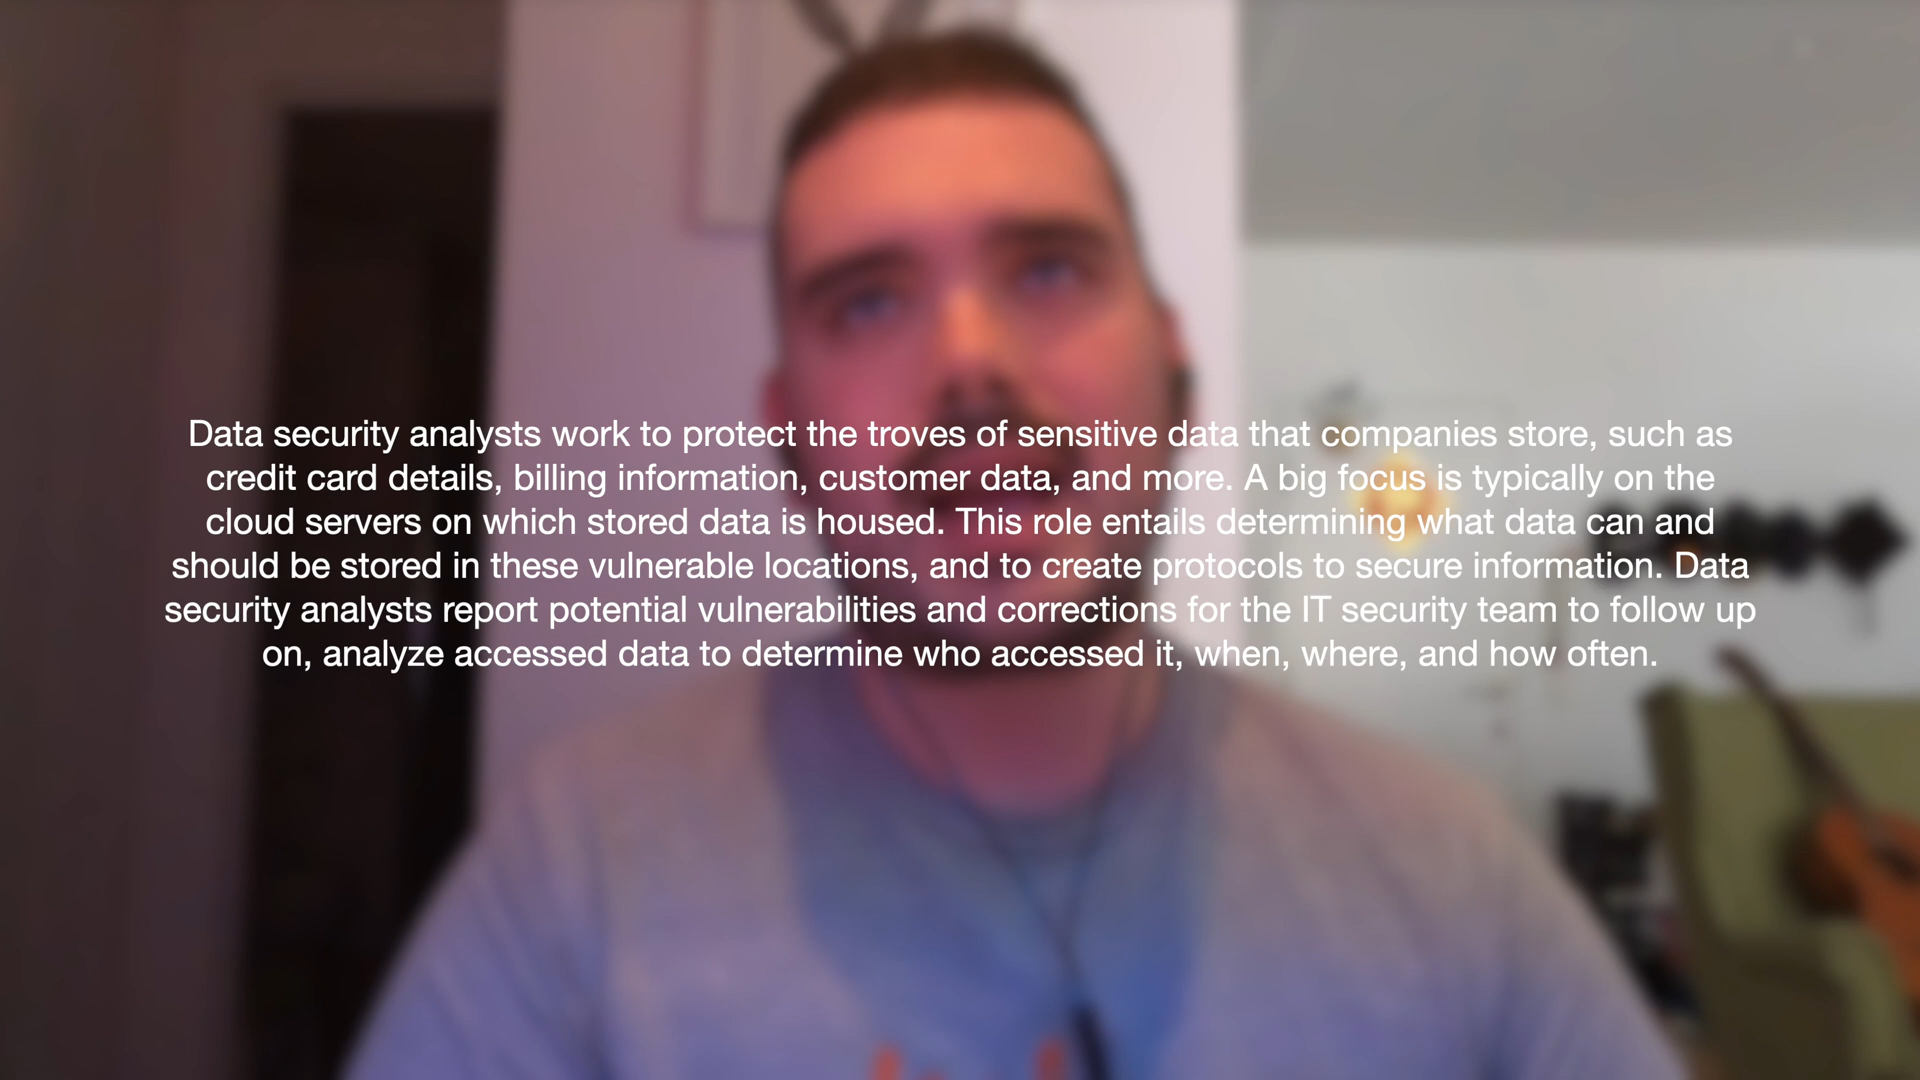 Data security analysts work to protect the troves of sensitive data that companies store, such as
credit card details, billing information, customer data, and more. A big focus is typically on the
cloud servers on which stored data is housed. This role entails determining what data can and
should be stored in these vulnerable locations, and to create protocols to secure information. Data
security analysts report potential vulnerabilities and corrections for the IT security team to follow up
on, analyze accessed data to determine who accessed it, when, where, and how often.